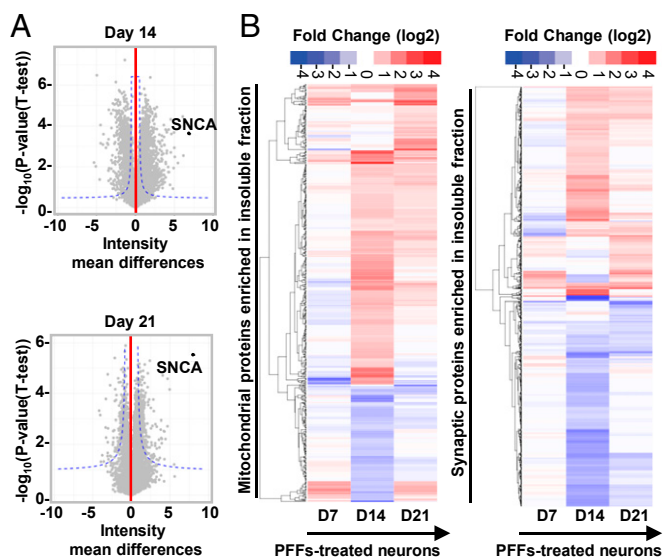 A
Day 14
-log10(P-value(T-test))
6
4
2
0
SNCA
-10 -5 0 5 10
Intensity
mean differences
Day 21
-log10(P-value(T-test))
6
4
2
0
SNCA
-10 -5 0 5 10
Intensity
mean differences
B
Fold Change (log2)
-4 -3 -2 -1 0 1 2 3 4
Mitochondrial proteins enriched in insoluble fraction
D7 D14 D21
PFFs-treated neurons
Fold Change (log2)
-4 -3 -2 -1 0 1 2 3 4
Synaptic proteins enriched in insoluble fraction
D7 D14 D21
PFFs-treated neurons